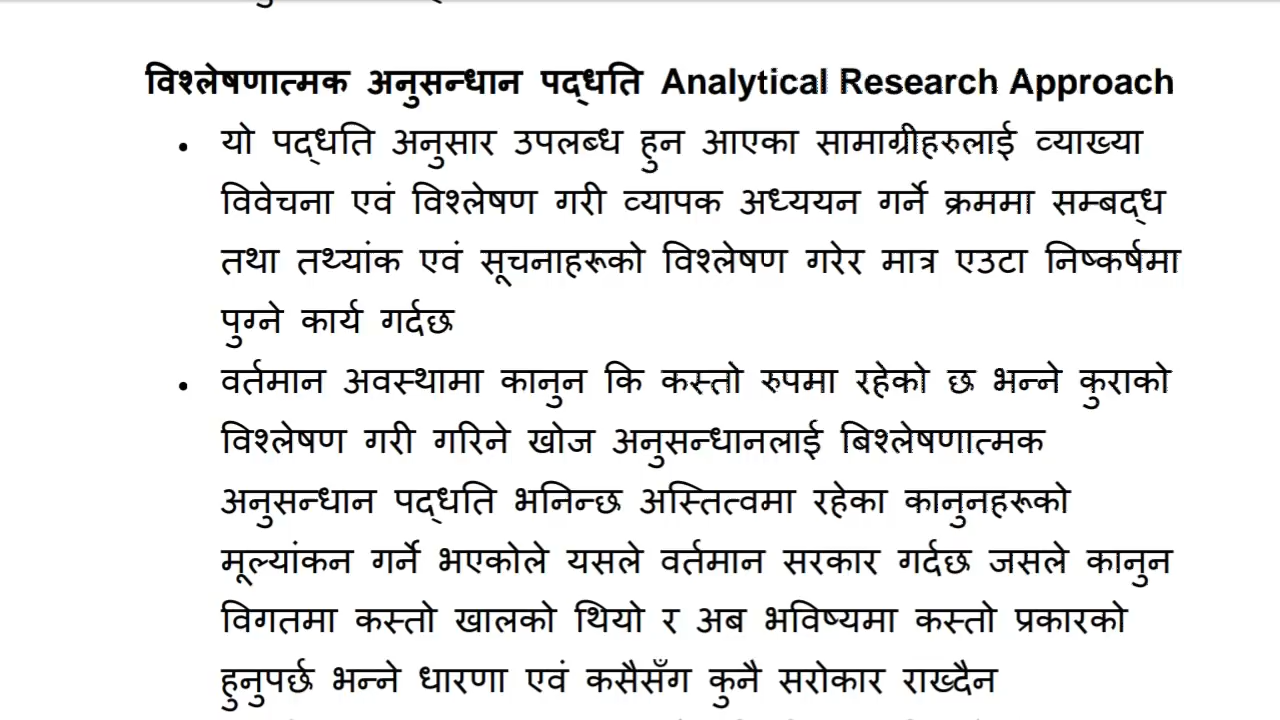 विश्लेषणात्मक अनुसन्धान पद्धति Analytical Research Approach
• यो पद्धति अनुसार उपलब्ध हुन आएका सामाग्रीहरुलाई व्याख्या
विवेचना एवं विश्लेषण गरी व्यापक अध्ययन गर्ने क्रममा सम्बद्ध
तथा तथ्यांक एवं सूचनाहरूको विश्लेषण गरेर मात्र एउटा निष्कर्षमा
पुग्ने कार्य गर्दछ
• वर्तमान अवस्थामा कानुन कि कस्तो रुपमा रहेको छ भन्ने कुराको
विश्लेषण गरी गरिने खोज अनुसन्धानलाई बिश्लेषणात्मक
अनुसन्धान पद्धति भनिन्छ अस्तित्वमा रहेका कानुनहरूको
मूल्यांकन गर्ने भएकोले यसले वर्तमान सरकार गर्दछ जसले कानुन
विगतमा कस्तो खालको थियो र अब भविष्यमा कस्तो प्रकारको
हुनुपर्छ भन्ने धारणा एवं कसैसँग कुनै सरोकार राख्दैन